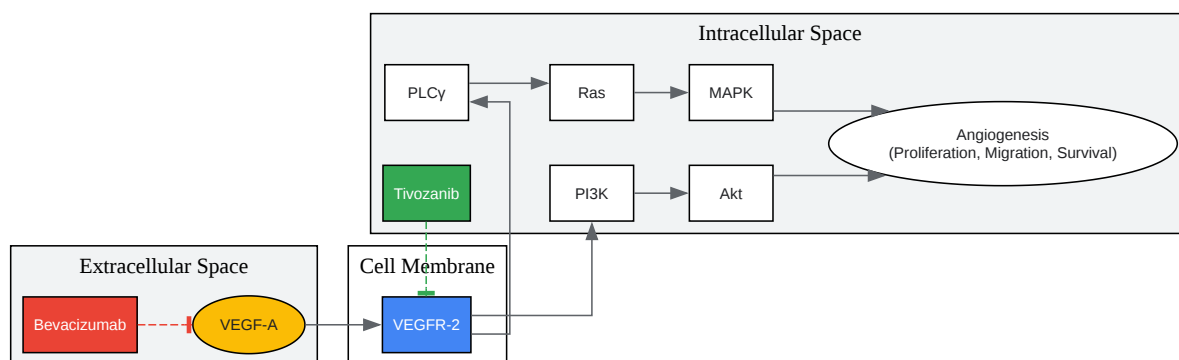 Intracellular Space
PLCγ
Ras
MAPK
Angiogenesis
(Proliferation, Migration, Survival)
Tivozanib
PI3K
Akt
Extracellular Space
Cell Membrane
Bevacizumab
VEGF-A
VEGFR-2